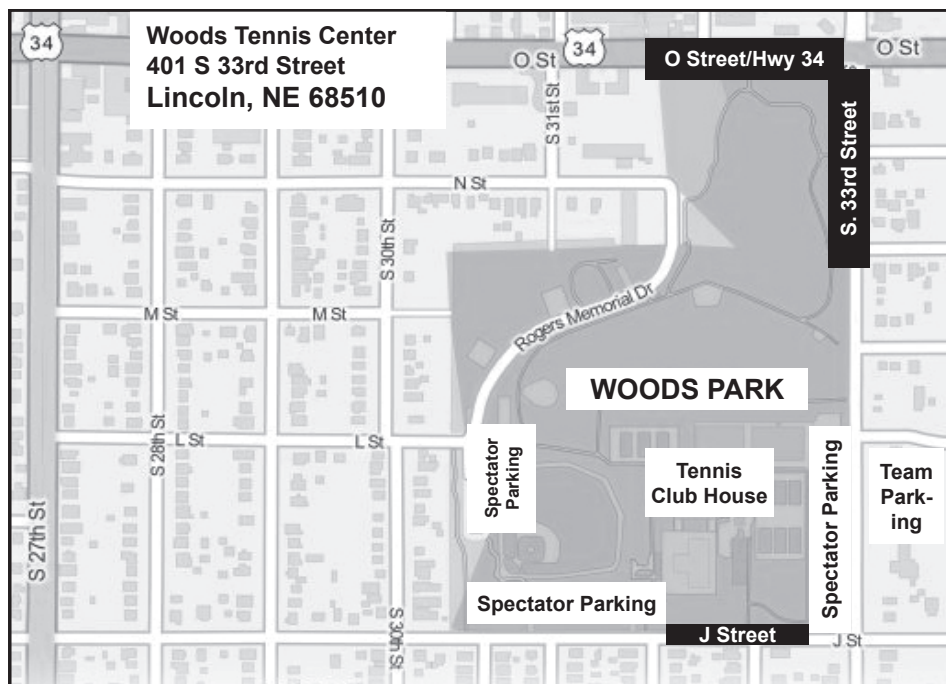 34
Woods Tennis Center
401 S 33rd Street
Lincoln, NE 68510
34
O St
O Street/Hwy 34
O St
S 31st St
S. 33rd Street
N St
S 30th St
M St
M St
Rogers Memorial Dr
WOODS PARK
S 28th St
L St
L St
Spectator
Parking
Tennis
Club House
Spectator Parking
Team
Park-
ing
S 27th St
Spectator Parking
S 30th St
J Street
J St